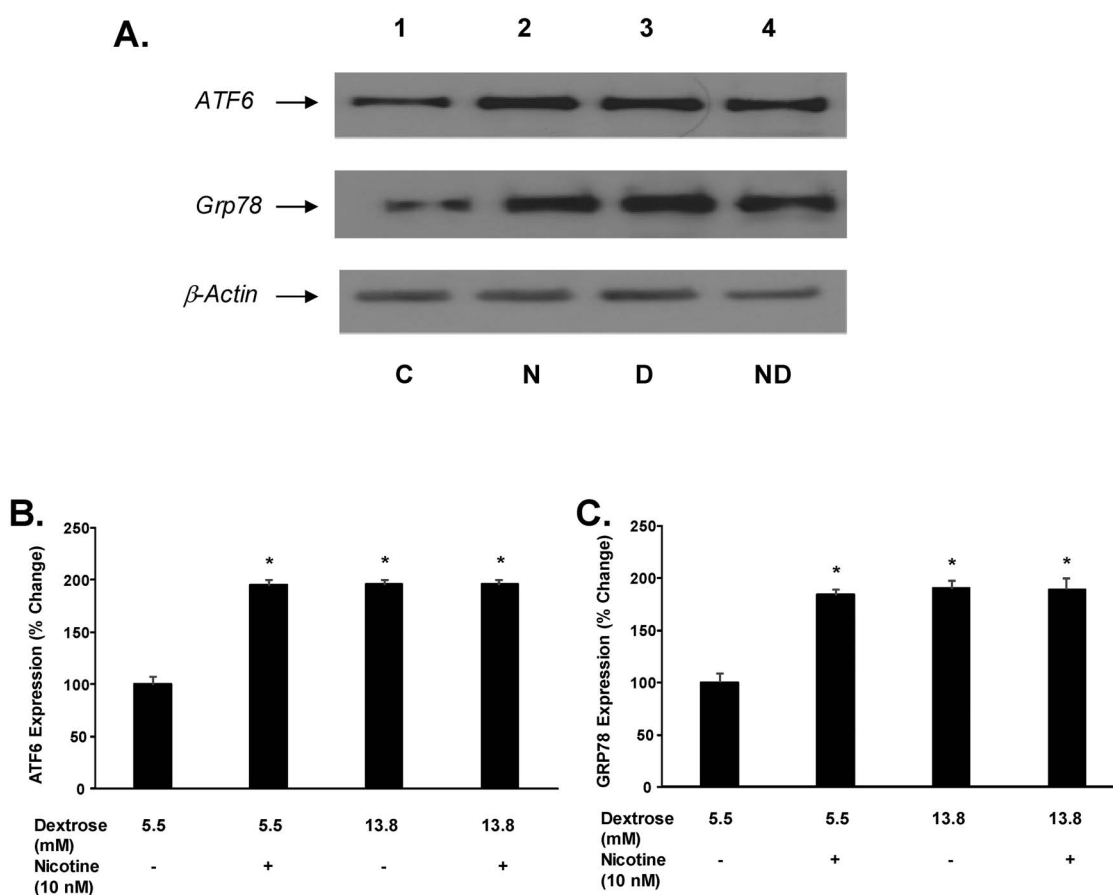 A.
1 2 3 4
ATF6
Grp78
β-Actin
C N D ND
B.
ATF6 Expression (% Change)
250
200
150
100
50
0
* * *
Dextrose (mM) 5.5 5.5 13.8 13.8
Nicotine (10 nM) - + - +
C.
GRP78 Expression (% Change)
250
200
150
100
50
0
* * *
Dextrose (mM) 5.5 5.5 13.8 13.8
Nicotine (10 nM) - + - +